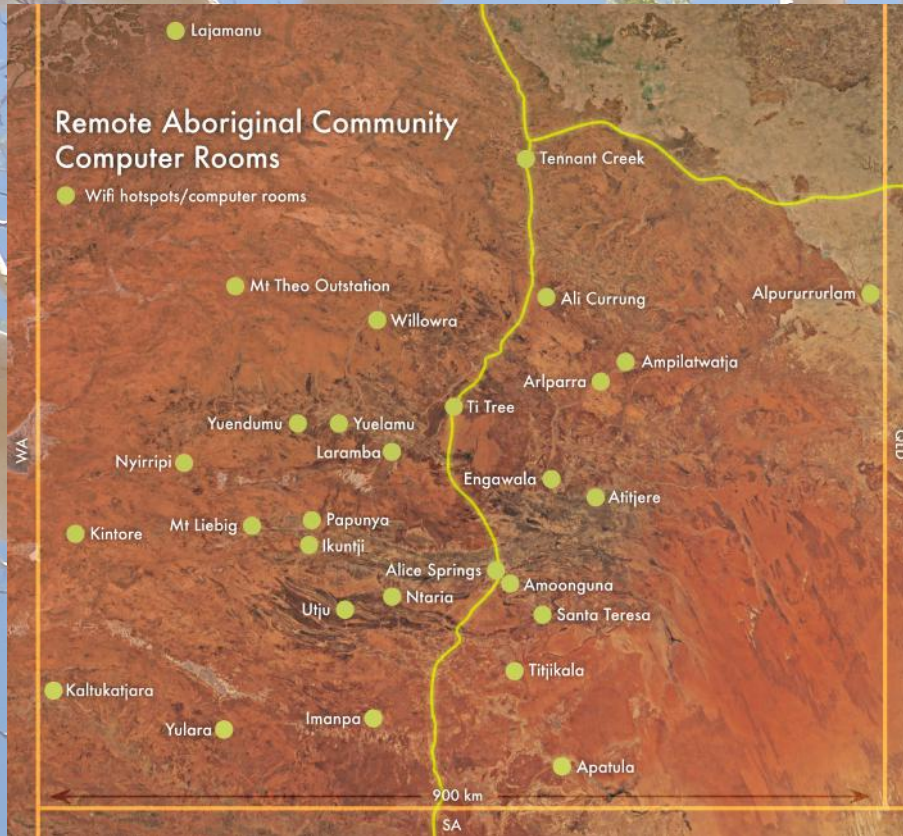 Lajamanu
Remote Aboriginal Community
Computer Rooms
Wifi hotspots/computer rooms
Tennant Creek
Mt Theo Outstation
Ali Currung
Alpururrurlam
Willowra
Ampilatwatja
Arlparra
Ti Tree
Yuendumu
Yuelamu
WA
QLD
Laramba
Nyirripi
Engawala
Atitjere
Kintore
Mt Liebig
Papunya
Ikuntji
Alice Springs
Amoonguna
Ntaria
Utju
Santa Teresa
Titjikala
Kaltukatjara
Imanpa
Yulara
Apatula
900 km
SA